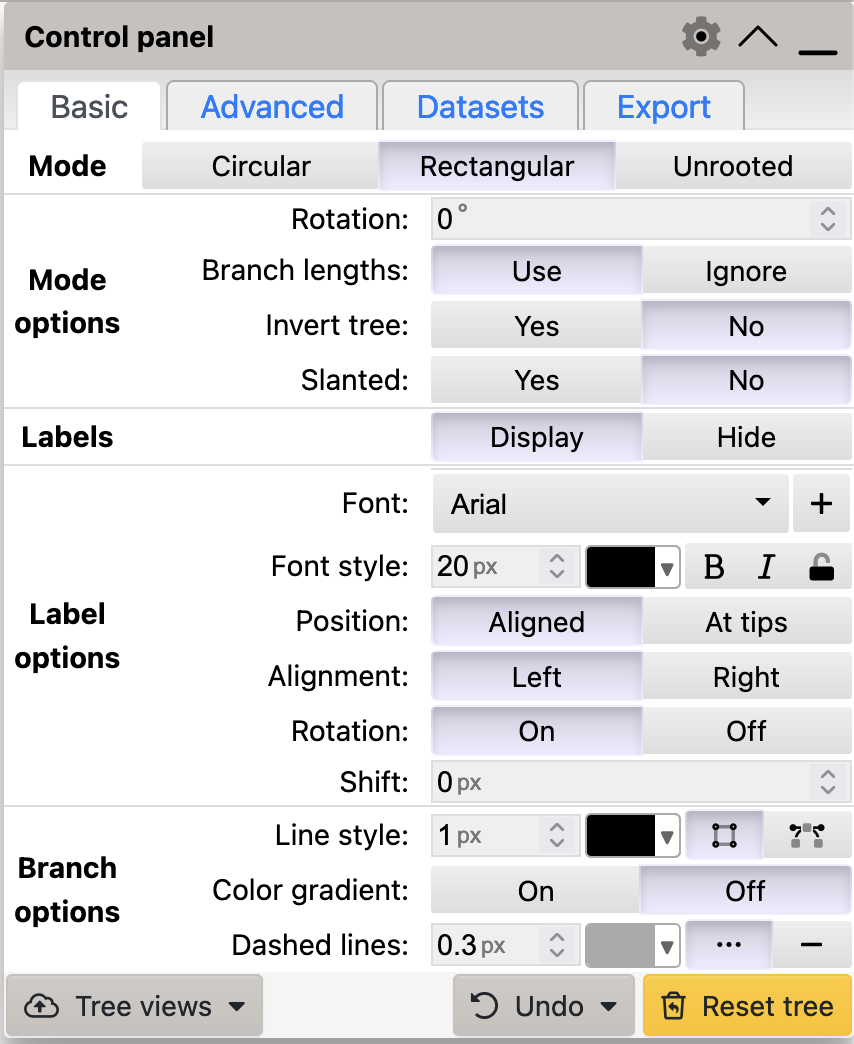 Control panel
Basic Advanced Datasets Export
Mode Circular Rectangular Unrooted
Mode options
Rotation: 0°
Branch lengths: Use Ignore
Invert tree: Yes No
Slanted: Yes No
Labels Display Hide
Label options
Font: Arial +
Font style: 20 px B I
Position: Aligned At tips
Alignment: Left Right
Rotation: On Off
Shift: 0 px
Branch options
Line style: 1 px
Color gradient: On Off
Dashed lines: 0.3 px
Tree views Undo Reset tree